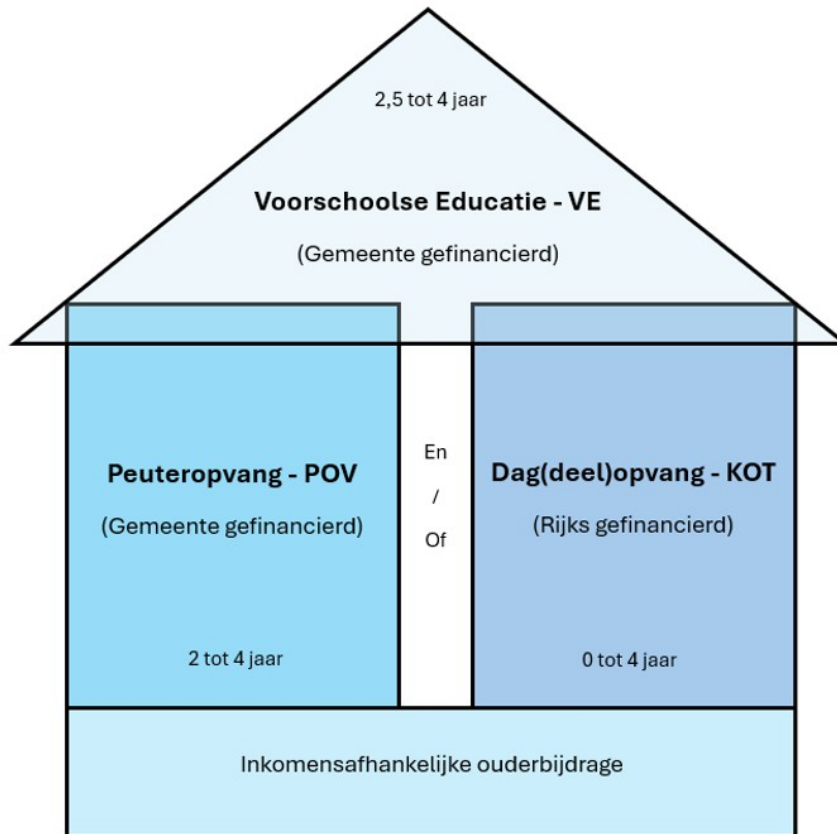 2,5 tot 4 jaar
Voorschoolse Educatie - VE
(Gemeente gefinancierd)
Peuteropvang - POV
(Gemeente gefinancierd)
2 tot 4 jaar
En
/
Of
Dag(deel)opvang - KOT
(Rijks gefinancierd)
0 tot 4 jaar
Inkomensafhankelijke ouderbijdrage